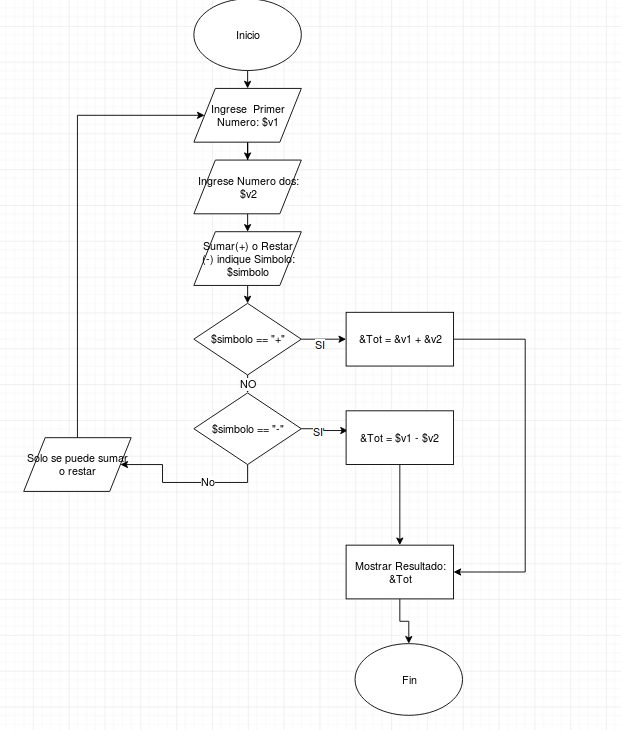 Inicio
Ingrese Primer
Numero: $v1
Ingrese Numero dos:
$v2
Sumar(+) o Restar
(-) indique Simbolo:
$simbolo
$simbolo == "+"
SI
&Tot = &v1 + &v2
NO
$simbolo == "-"
SI
&Tot = $v1 - $v2
Solo se puede sumar
o restar
No
Mostrar Resultado:
&Tot
Fin